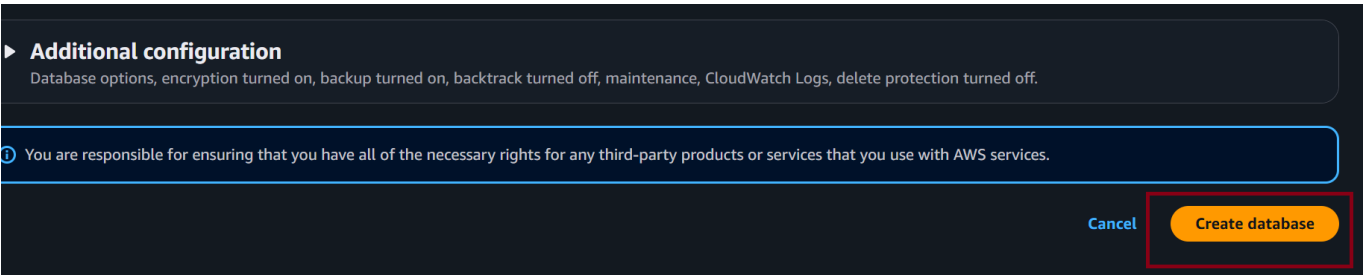 Additional configuration
Database options, encryption turned on, backup turned on, backtrack turned off, maintenance, CloudWatch Logs, delete protection turned off.
You are responsible for ensuring that you have all of the necessary rights for any third-party products or services that you use with AWS services.
Cancel Create database